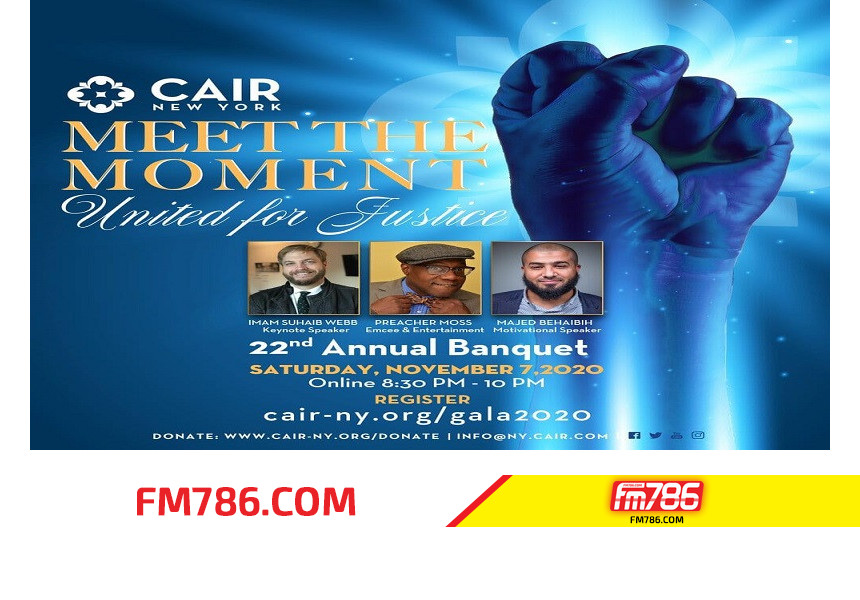 CAIR
NEW YORK
MEET THE
MOMENT
United for Justice
IMAM SUHAIB WEBB
Keynote Speaker
PREACHER MOSS
Emcee & Entertainment
MAJED BEHAIBIH
Motivational Speaker
22nd Annual Banquet
SATURDAY, NOVEMBER 7,2020
Online 8:30 PM - 10 PM
REGISTER
cair-ny.org/gala2020
DONATE: WWW.CAIR-NY.ORG/DONATE | INFO@NY.CAIR.COM
FM786.COM
fm786
FM786.COM